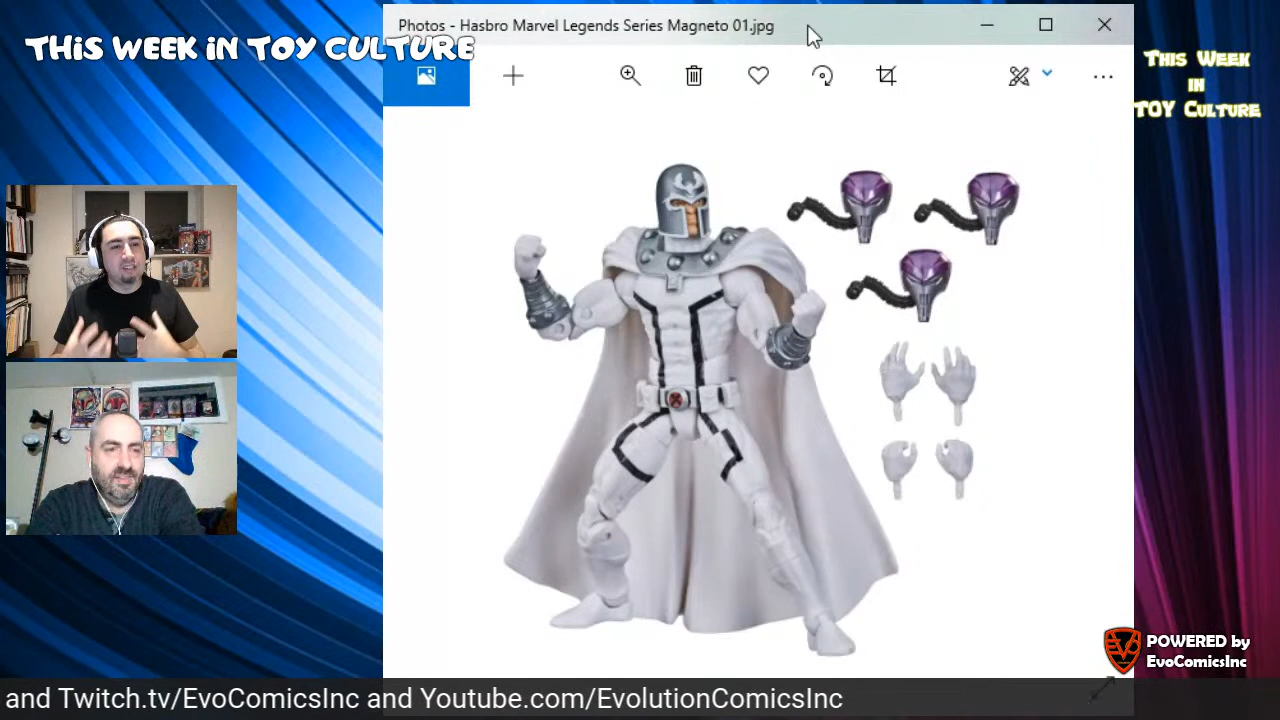 Photos - Hasbro Marvel Legends Series Magneto 01.jpg
THiS WEEK iN TOY CULTURE
THiS WEEK
iN
TOY CULTURE
POWERED by
EvoComicsInc
EVO
and Twitch.tv/EvoComicsInc and Youtube.com/EvolutionComicsInc